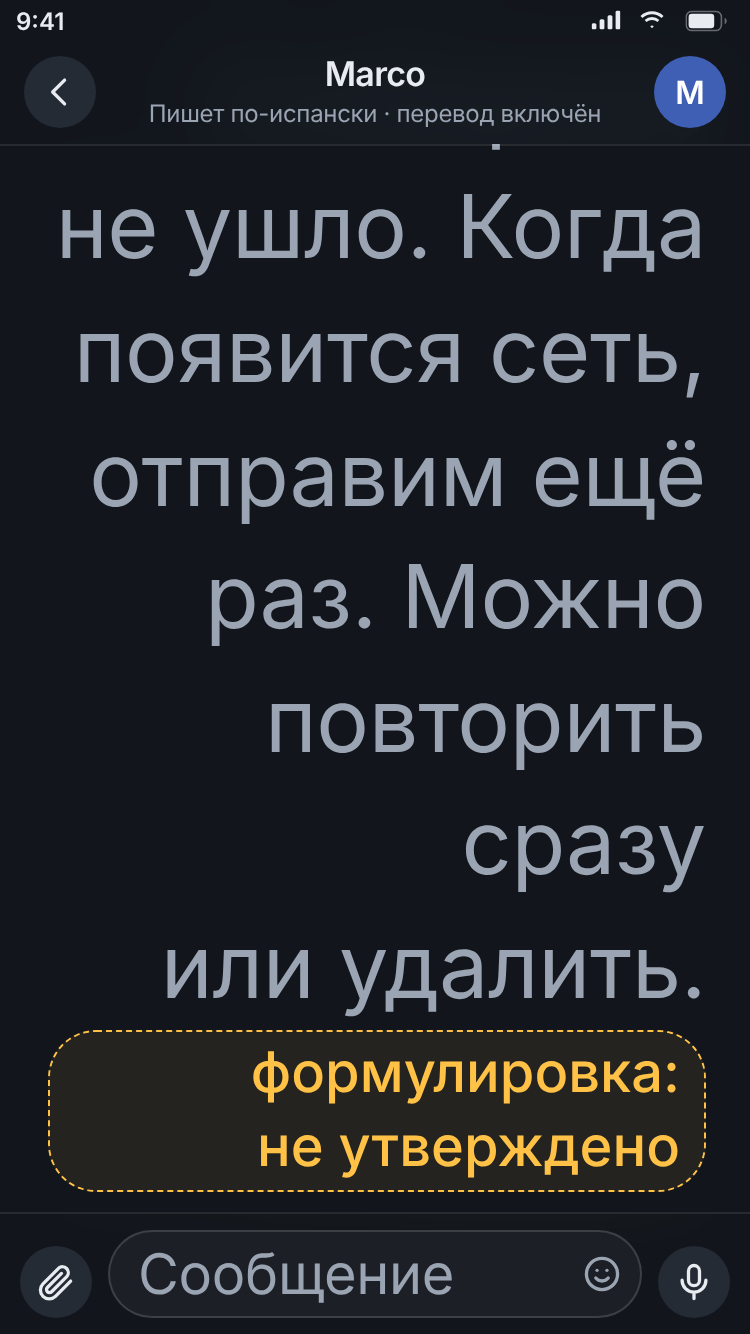 9:41
Marco
Пишет по-испански · перевод включён
M
не ушло. Когда
появится сеть,
отправим ещё
раз. Можно
повторить
сразу
или удалить.
формулировка:
не утверждено
Сообщение